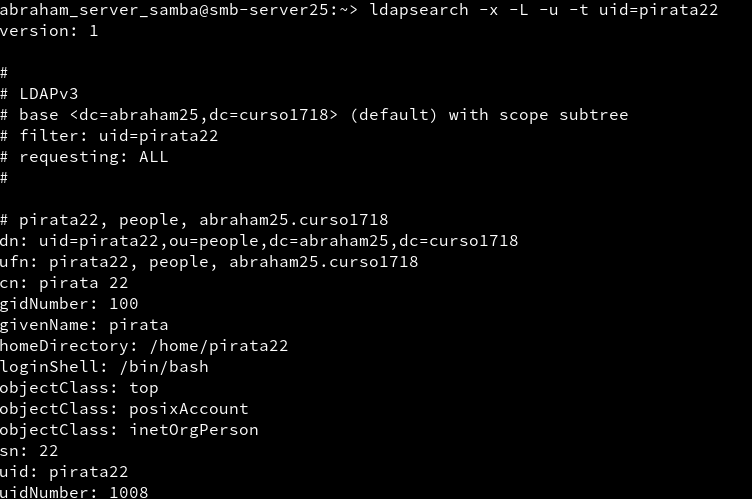 abraham_server_samba@smb-server25:~> ldapsearch -x -L -u -t uid=pirata22
version: 1
#
# LDAPv3
# base <dc=abraham25,dc=curso1718> (default) with scope subtree
# filter: uid=pirata22
# requesting: ALL
#
# pirata22, people, abraham25.curso1718
dn: uid=pirata22,ou=people,dc=abraham25,dc=curso1718
ufn: pirata22, people, abraham25.curso1718
cn: pirata 22
gidNumber: 100
givenName: pirata
homeDirectory: /home/pirata22
loginShell: /bin/bash
objectClass: top
objectClass: posixAccount
objectClass: inetOrgPerson
sn: 22
uid: pirata22
uidNumber: 1008